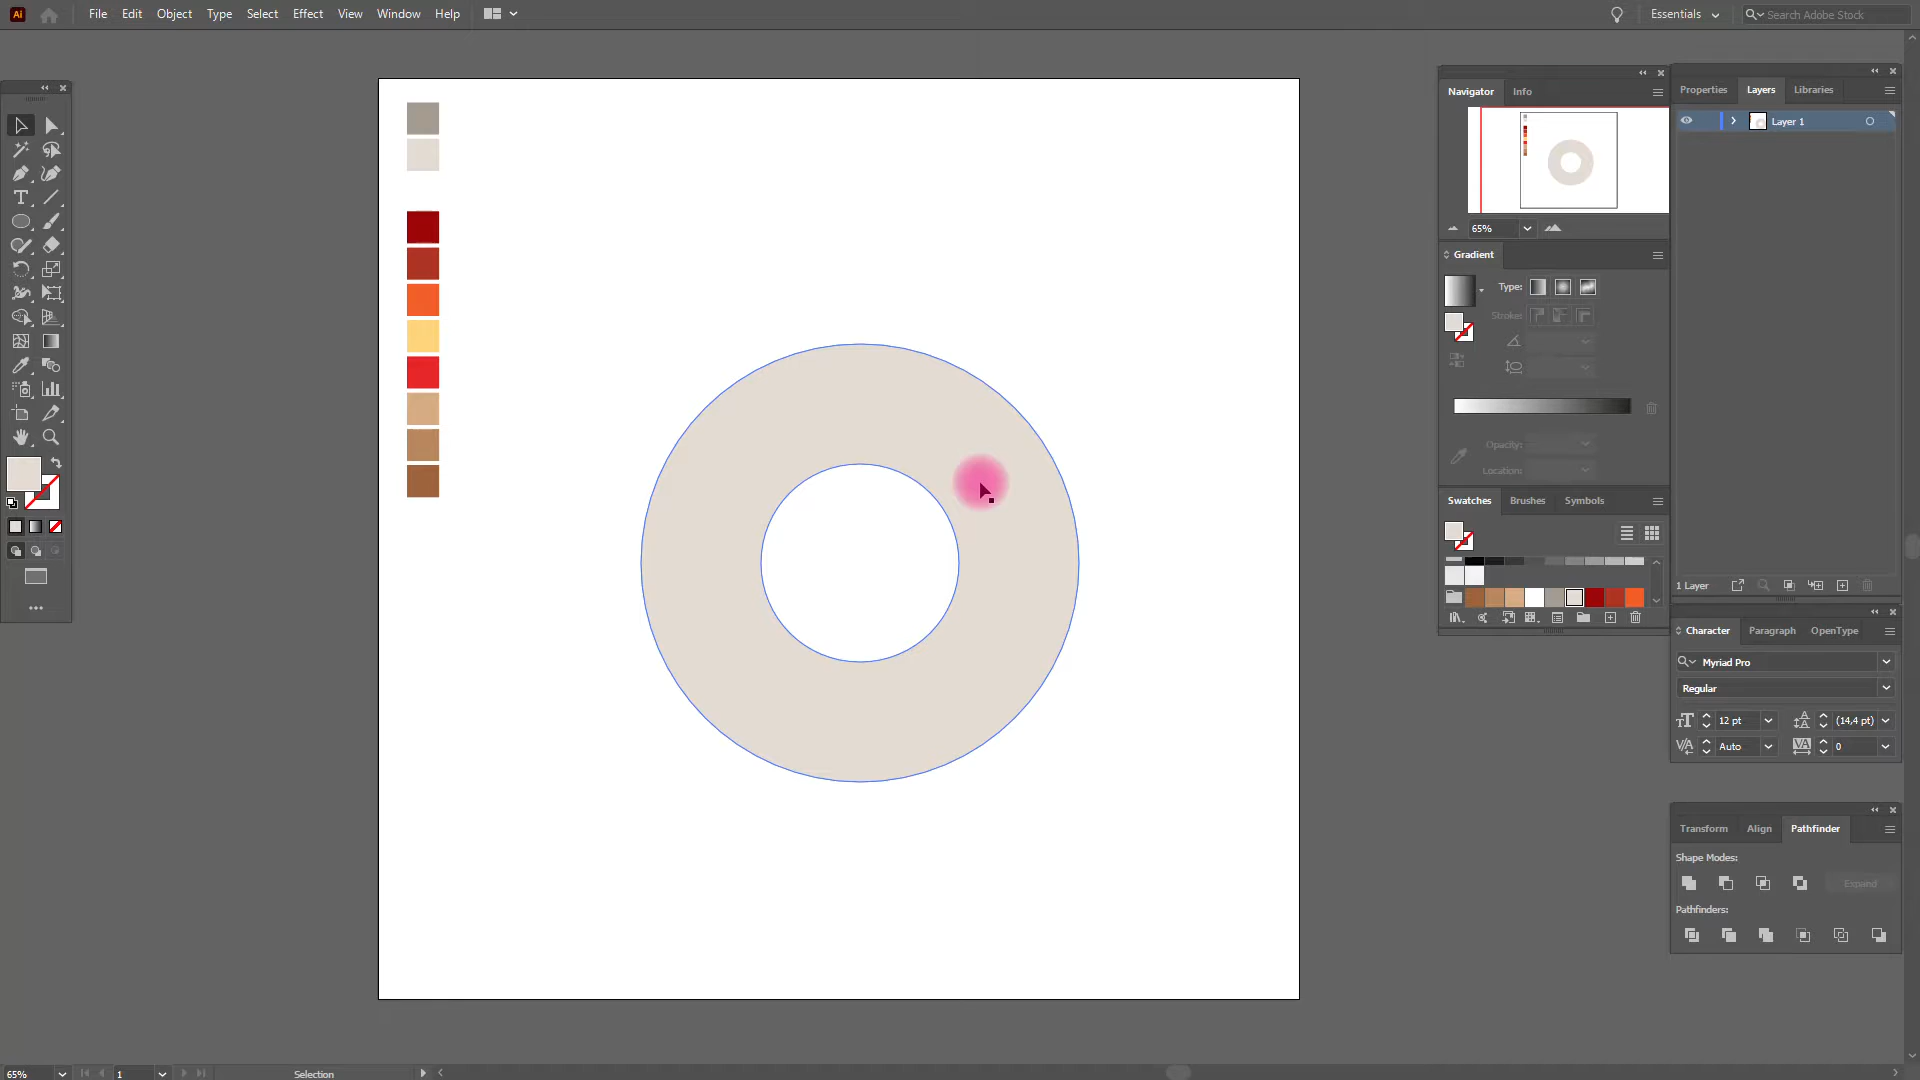 Ai File Edit Object Type Select Effect View Window Help Essentials Search Adobe Stock
Navigator Info
65%
Gradient
Type:
Stroke:
Opacity:
Location:
Swatches Brushes Symbols
Properties Layers Libraries
Layer 1
1 Layer
Character Paragraph OpenType
Myriad Pro
Regular
12 pt (14,4 pt)
Auto 0
Transform Align Pathfinder
Shape Modes:
Expand
Pathfinders:
65% 1 Selection